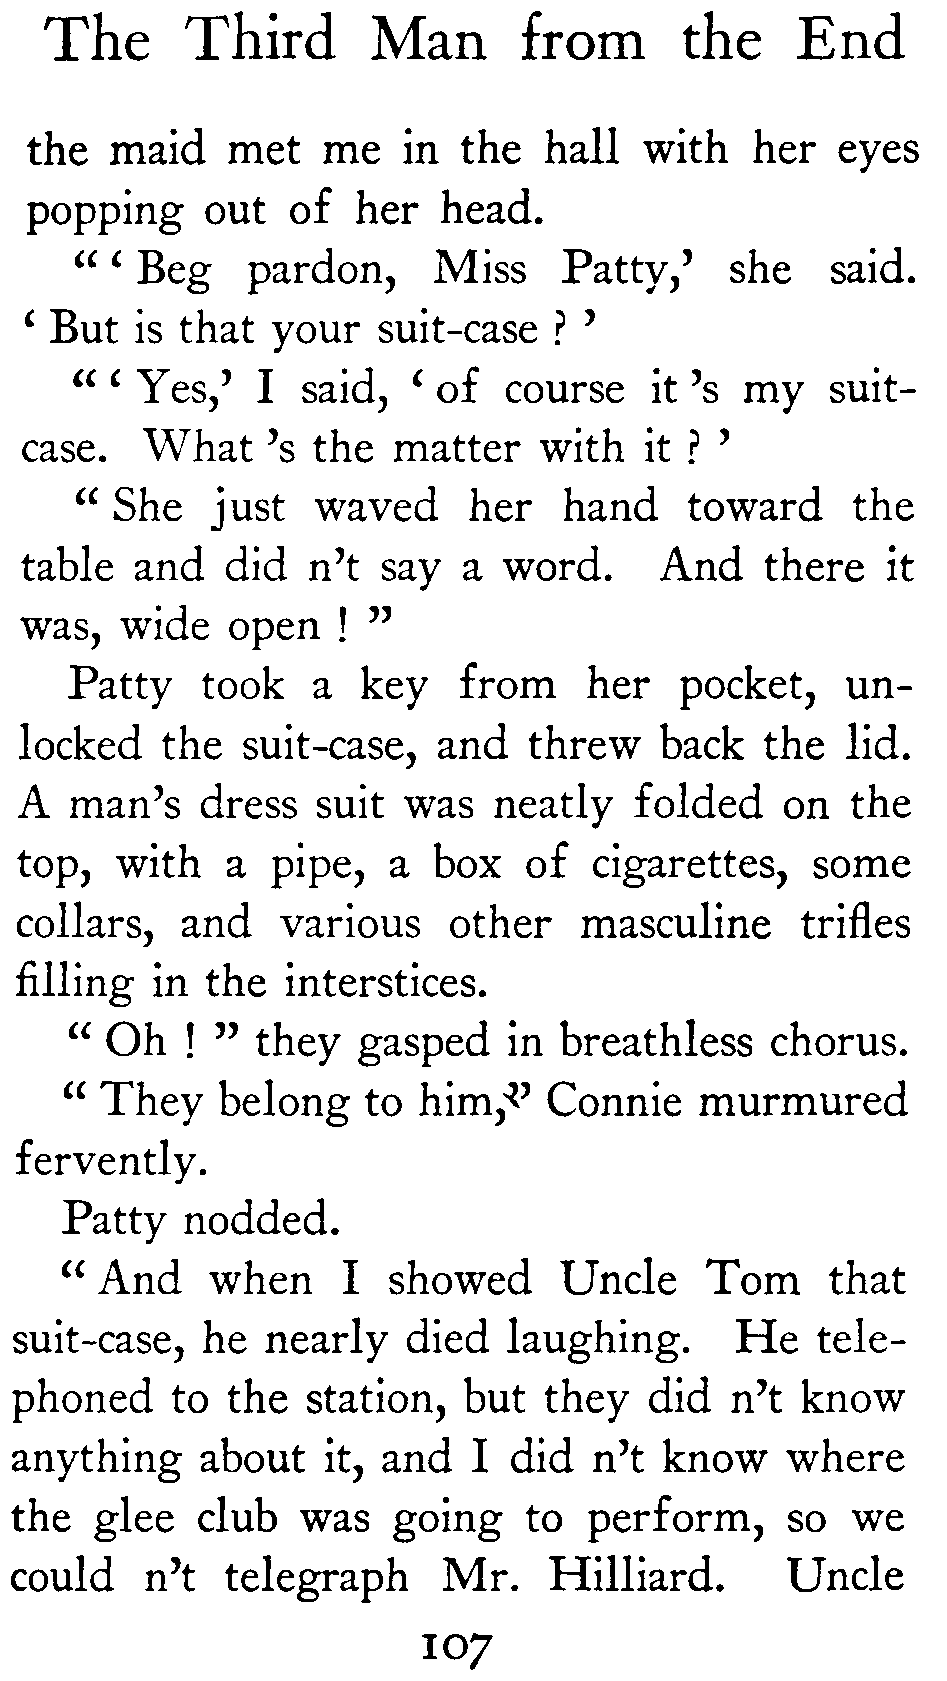 The Third Man from the End
the maid met me in the hall with her eyes
popping out of her head.
“ ‘ Beg pardon, Miss Patty,’ she said.
‘ But is that your suit-case ? ’
“ ‘ Yes,’ I said, ‘ of course it ’s my suit-
case. What ’s the matter with it ? ’
“ She just waved her hand toward the
table and did n’t say a word. And there it
was, wide open ! ”
Patty took a key from her pocket, un-
locked the suit-case, and threw back the lid.
A man’s dress suit was neatly folded on the
top, with a pipe, a box of cigarettes, some
collars, and various other masculine trifles
filling in the interstices.
“ Oh ! ” they gasped in breathless chorus.
“ They belong to him,” Connie murmured
fervently.
Patty nodded.
“ And when I showed Uncle Tom that
suit-case, he nearly died laughing. He tele-
phoned to the station, but they did n’t know
anything about it, and I did n’t know where
the glee club was going to perform, so we
could n’t telegraph Mr. Hilliard. Uncle
107